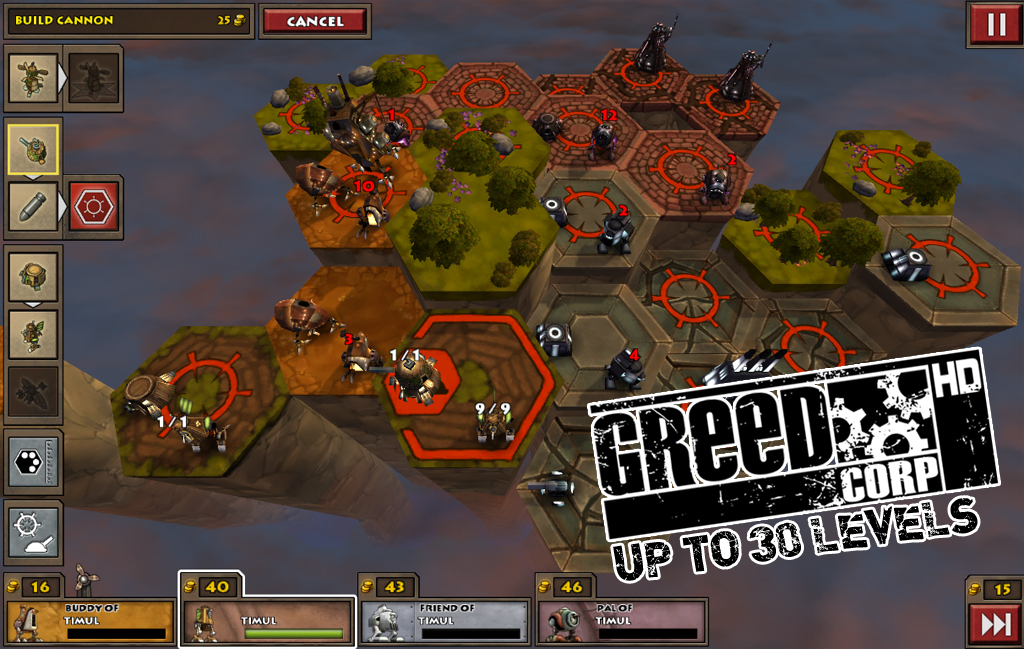 BUILD CANNON 25
CANCEL
1
12
2
10
2
3
1/1
4
1/1
9/9
GREED CORP HD
UP TO 30 LEVELS
16
BUDDY OF
TIMUL
40
TIMUL
43
FRIEND OF
TIMUL
46
PAL OF
TIMUL
15